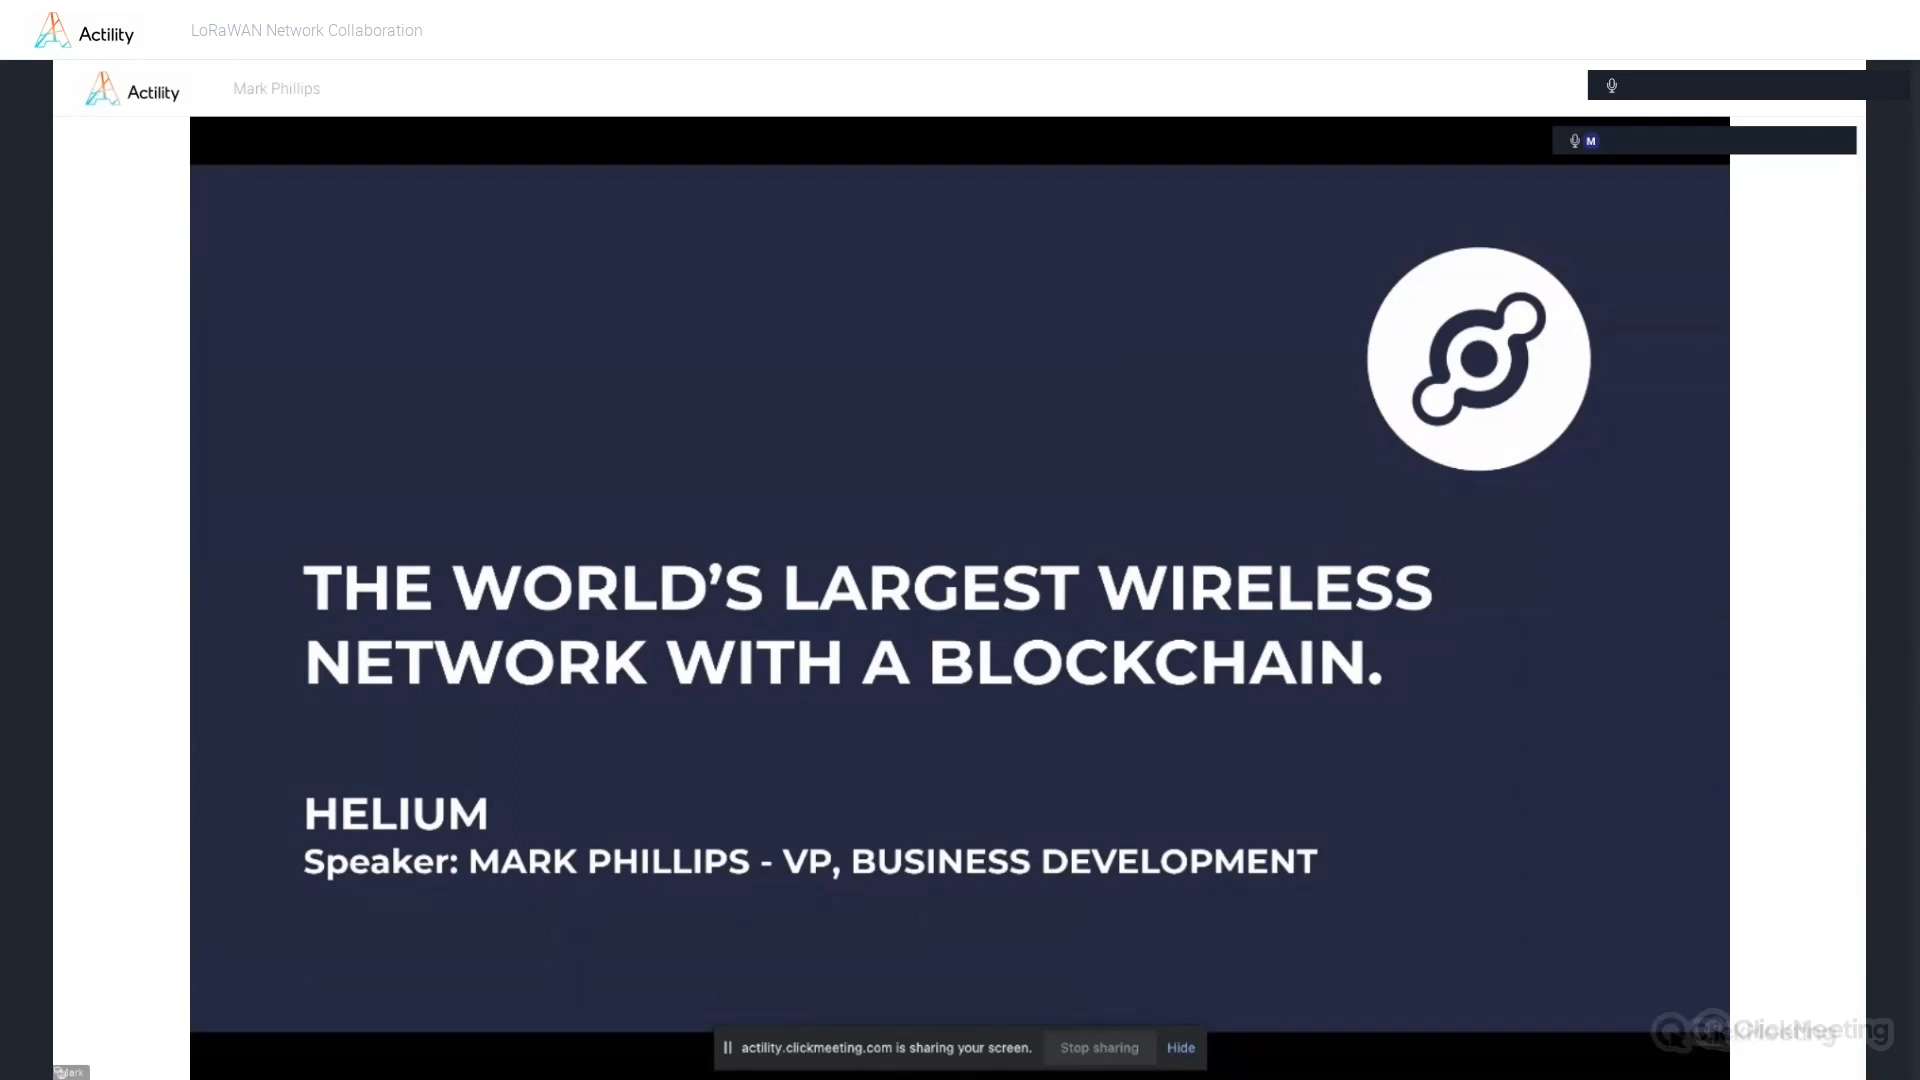 Actility
LoRaWAN Network Collaboration
Actility
Mark Phillips
M
THE WORLD’S LARGEST WIRELESS
NETWORK WITH A BLOCKCHAIN.
HELIUM
Speaker: MARK PHILLIPS - VP, BUSINESS DEVELOPMENT
ClickMeeting
actility.clickmeeting.com is sharing your screen. Stop sharing Hide
Mark